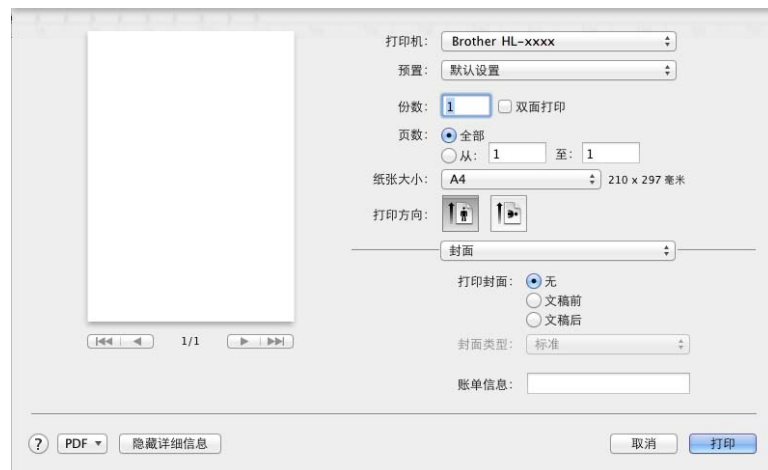 打印机: Brother HL-xxxx
预置: 默认设置
份数: 1 双面打印
页数: 全部
从: 1 至: 1
纸张大小: A4 210 x 297 毫米
打印方向:
封面
打印封面: 无
文稿前
文稿后
封面类型: 标准
账单信息:
1/1
? PDF 隐藏详细信息 取消 打印